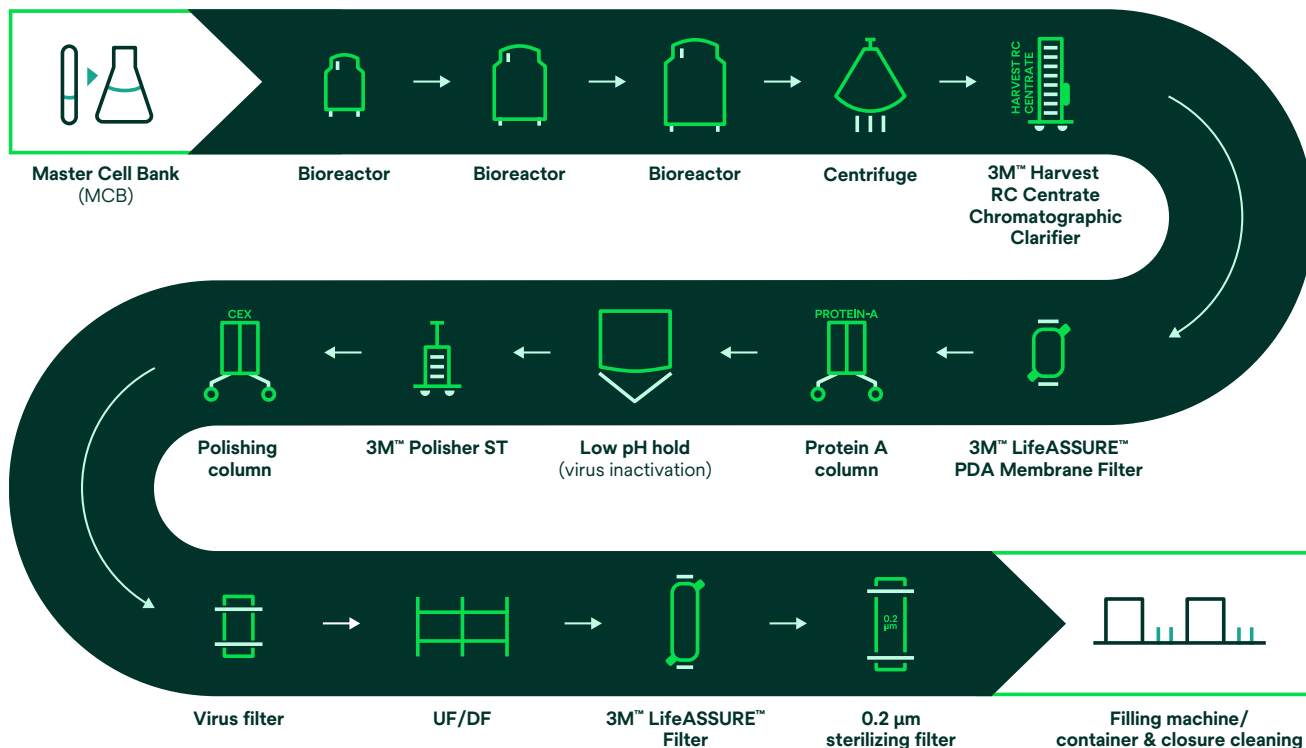 HARVEST RC
CENTRATE
Master Cell Bank
(MCB)
Bioreactor
Bioreactor
Bioreactor
Centrifuge
3M™ Harvest
RC Centrate
Chromatographic
Clarifier
CEX
PROTEIN-A
Polishing
column
3M™ Polisher ST
Low pH hold
(virus inactivation)
Protein A
column
3M™ LifeASSURE™
PDA Membrane Filter
0.2
µm
Virus filter
UF/DF
3M™ LifeASSURE™
Filter
0.2 µm
sterilizing filter
Filling machine/
container & closure cleaning